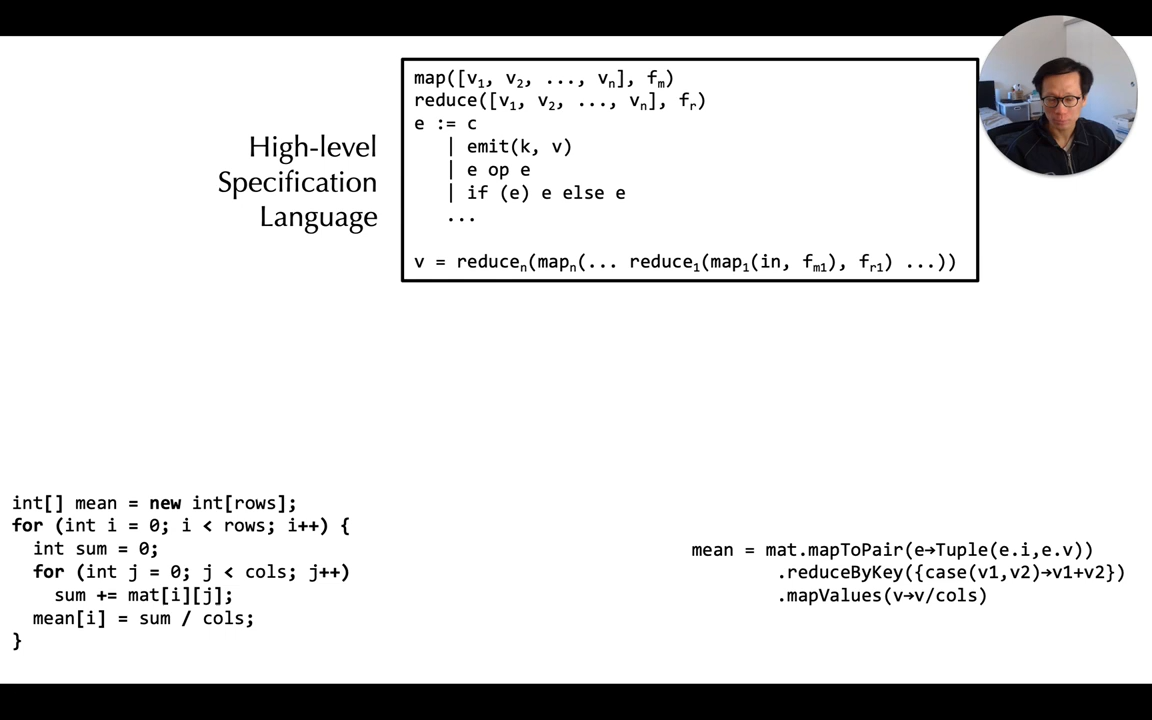 High-level
Specification
Language
map([v₁, v₂, ..., vₙ], fₘ)
reduce([v₁, v₂, ..., vₙ], fᵣ)
e := c
| emit(k, v)
| e op e
| if (e) e else e
...
v = reduceₙ(mapₙ(... reduce₁(map₁(in, fₘ₁), fᵣ₁) ...))
int[] mean = new int[rows];
for (int i = 0; i < rows; i++) {
int sum = 0;
for (int j = 0; j < cols; j++)
sum += mat[i][j];
mean[i] = sum / cols;
}
mean = mat.mapToPair(e→Tuple(e.i,e.v))
.reduceByKey({case(v1,v2)→v1+v2})
.mapValues(v→v/cols)